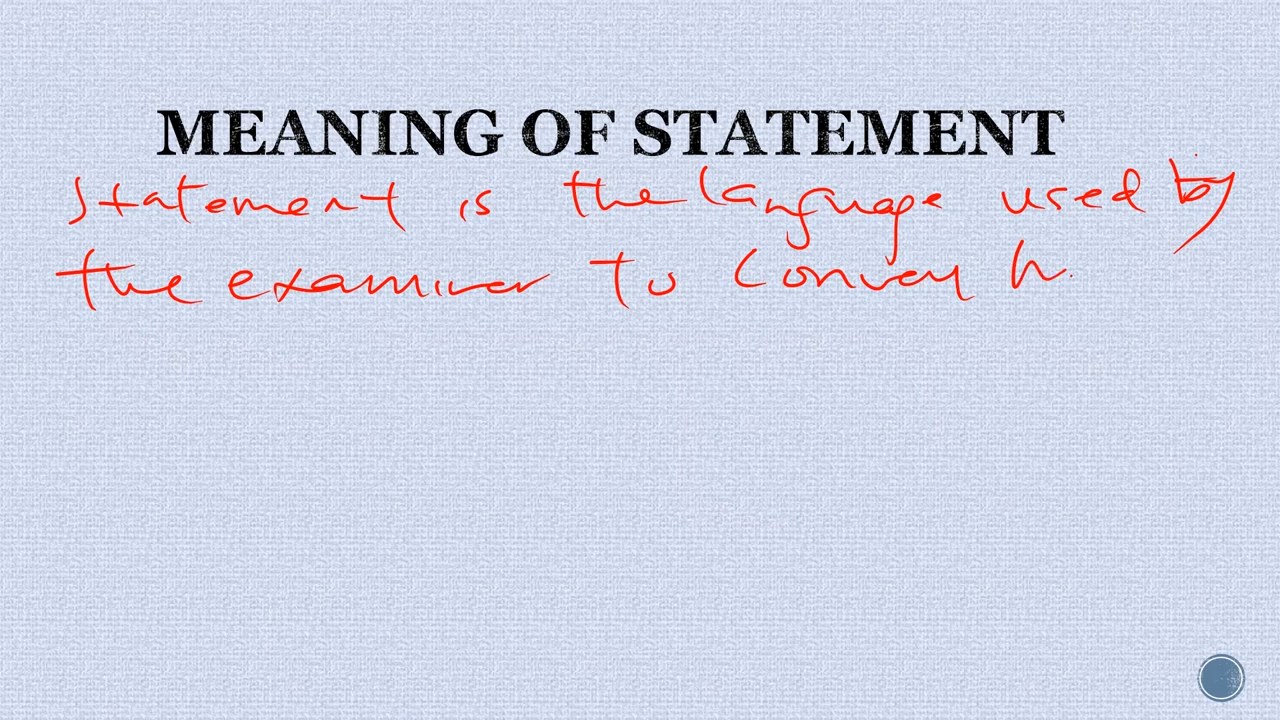 MEANING OF STATEMENT
Statement is the language used by
the examiner to convey h